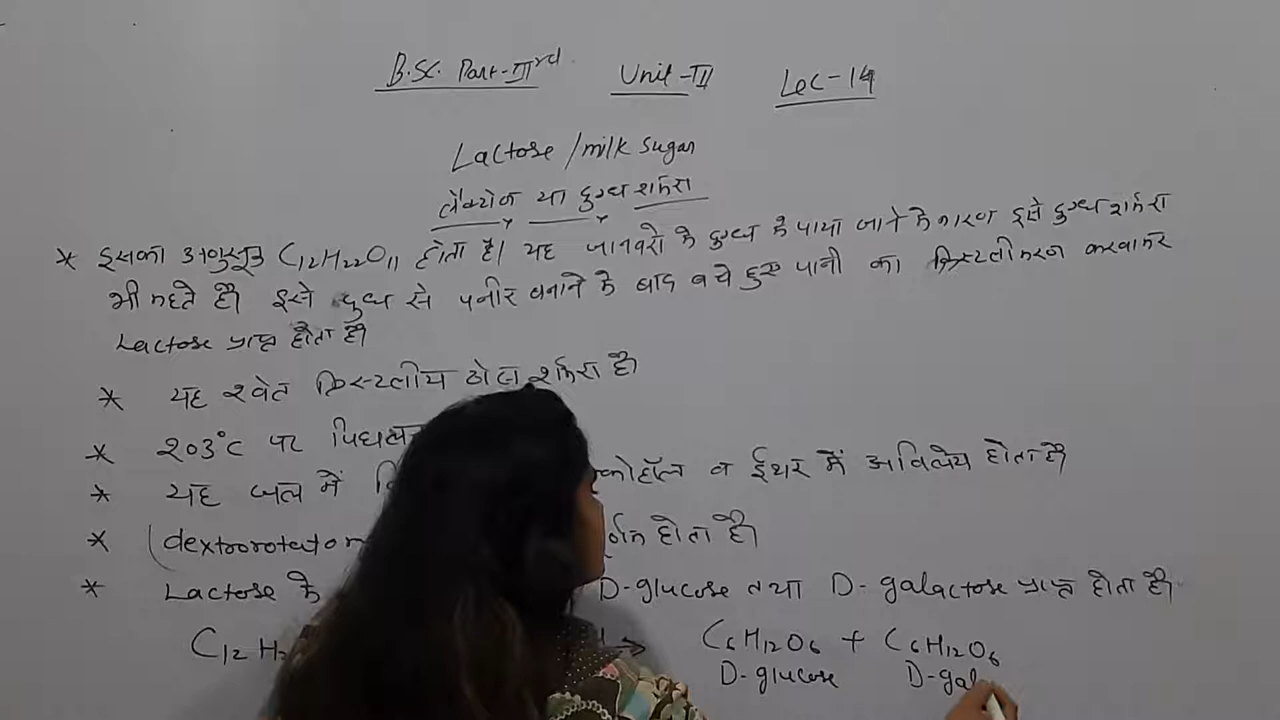 B.Sc. Part-IIIrd Unit-II Lec-14
Lactose/milk sugar
लैक्टोज या दुग्ध शर्करा
* इसका अणुसूत्र C12H22O11 होता है। यह जानवरो के दुग्ध मे पाया जाने के कारण इसे दुग्ध शर्करा
भी कहते है। इसे दुग्ध से पनीर बनाने के बाद बचे हुए पानी का क्रिस्टलीकरण करवाकर
Lactose प्राप्त होता है।
* यह श्वेत क्रिस्टलीय ठोस शर्करा है
* 203°C पर
* यह जल में व ईथर में अविलेय होता है।
* (dextrorotator होता है।
* Lactose के D-glucose तथा D-galactose प्राप्त होता है।
C12H → C6H12O6 + C6H12O6
D-glucose D-gal